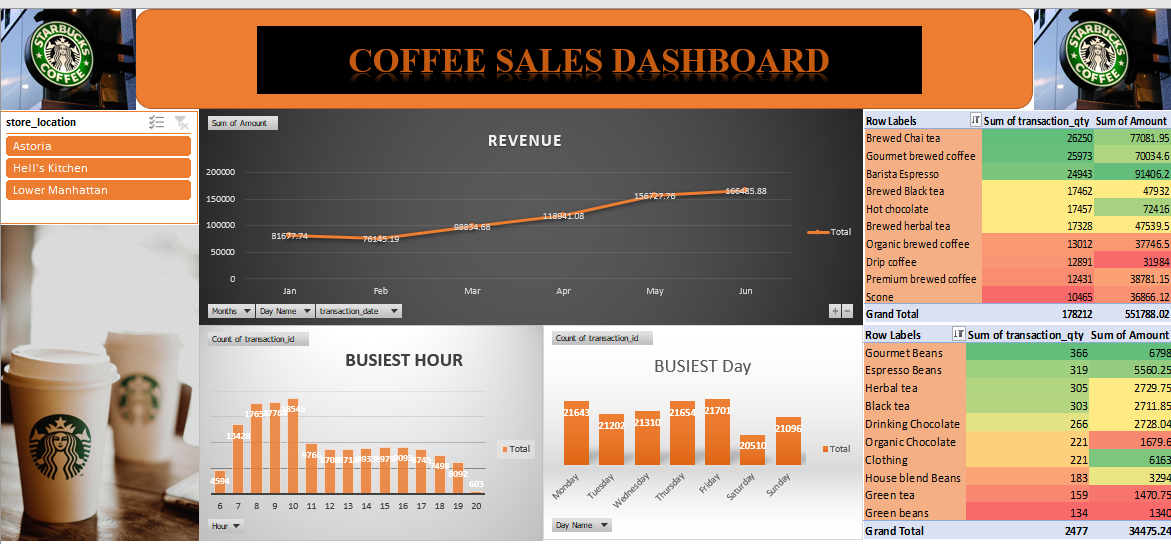 STARBUCKS
COFFEE
COFFEE SALES DASHBOARD
STARBUCKS
COFFEE
store_location
Astoria
Hell's Kitchen
Lower Manhattan
Sum of Amount
REVENUE
200000
150000
100000
50000
0
81677.74
76145.19
98834.68
118941.08
156727.76
166485.88
Jan Feb Mar Apr May Jun
Total
Months Day Name transaction_date
Count of transaction_id
BUSIEST HOUR
4594
13428
18545
9766
7498
6092
603
6 7 8 9 10 11 12 13 14 15 16 17 18 19 20
Total
Hour
Count of transaction_id
BUSIEST Day
21643 21202 21310 21654 21701 20510 21096
Monday Tuesday Wednesday Thursday Friday Saturday Sunday
Total
Day Name
Row Labels Sum of transaction_qty Sum of Amount
Brewed Chai tea 26250 77081.95
Gourmet brewed coffee 25973 70034.6
Barista Espresso 24943 91406.2
Brewed Black tea 17462 47932
Hot chocolate 17457 72416
Brewed herbal tea 17328 47539.5
Organic brewed coffee 13012 37746.5
Drip coffee 12891 31984
Premium brewed coffee 12431 38781.15
Scone 10465 36866.12
Grand Total 178212 551788.02
Row Labels Sum of transaction_qty Sum of Amount
Gourmet Beans 366 6798
Espresso Beans 319 5560.25
Herbal tea 305 2729.75
Black tea 303 2711.85
Drinking Chocolate 266 2728.04
Organic Chocolate 221 1679.6
Clothing 221 6163
House blend Beans 183 3294
Green tea 159 1470.75
Green beans 134 1340
Grand Total 2477 34475.24